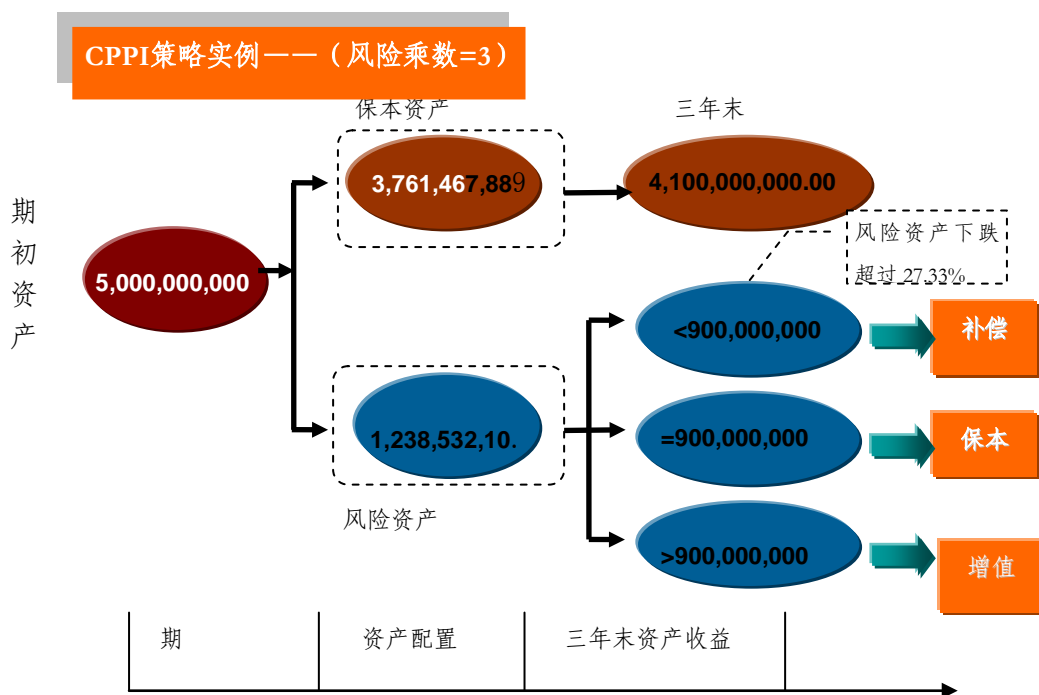 CPPI策略实例——（风险乘数=3）
保本资产
三年末
3,761,467,889
4,100,000,000.00
期初资产
5,000,000,000
风险资产下跌
超过 27.33%
<900,000,000
补偿
1,238,532,10.
=900,000,000
保本
风险资产
>900,000,000
增值
期
资产配置
三年末资产收益